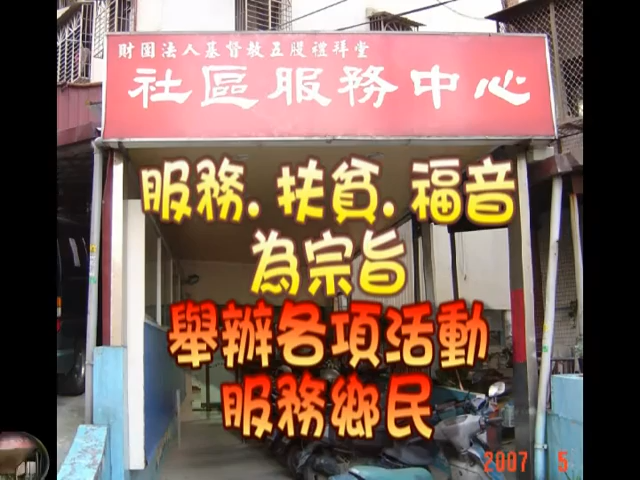 財團法人基督教五股禮拜堂
社區服務中心
服務.扶貧.福音
為宗旨
舉辦各項活動
服務鄉民
2007 5